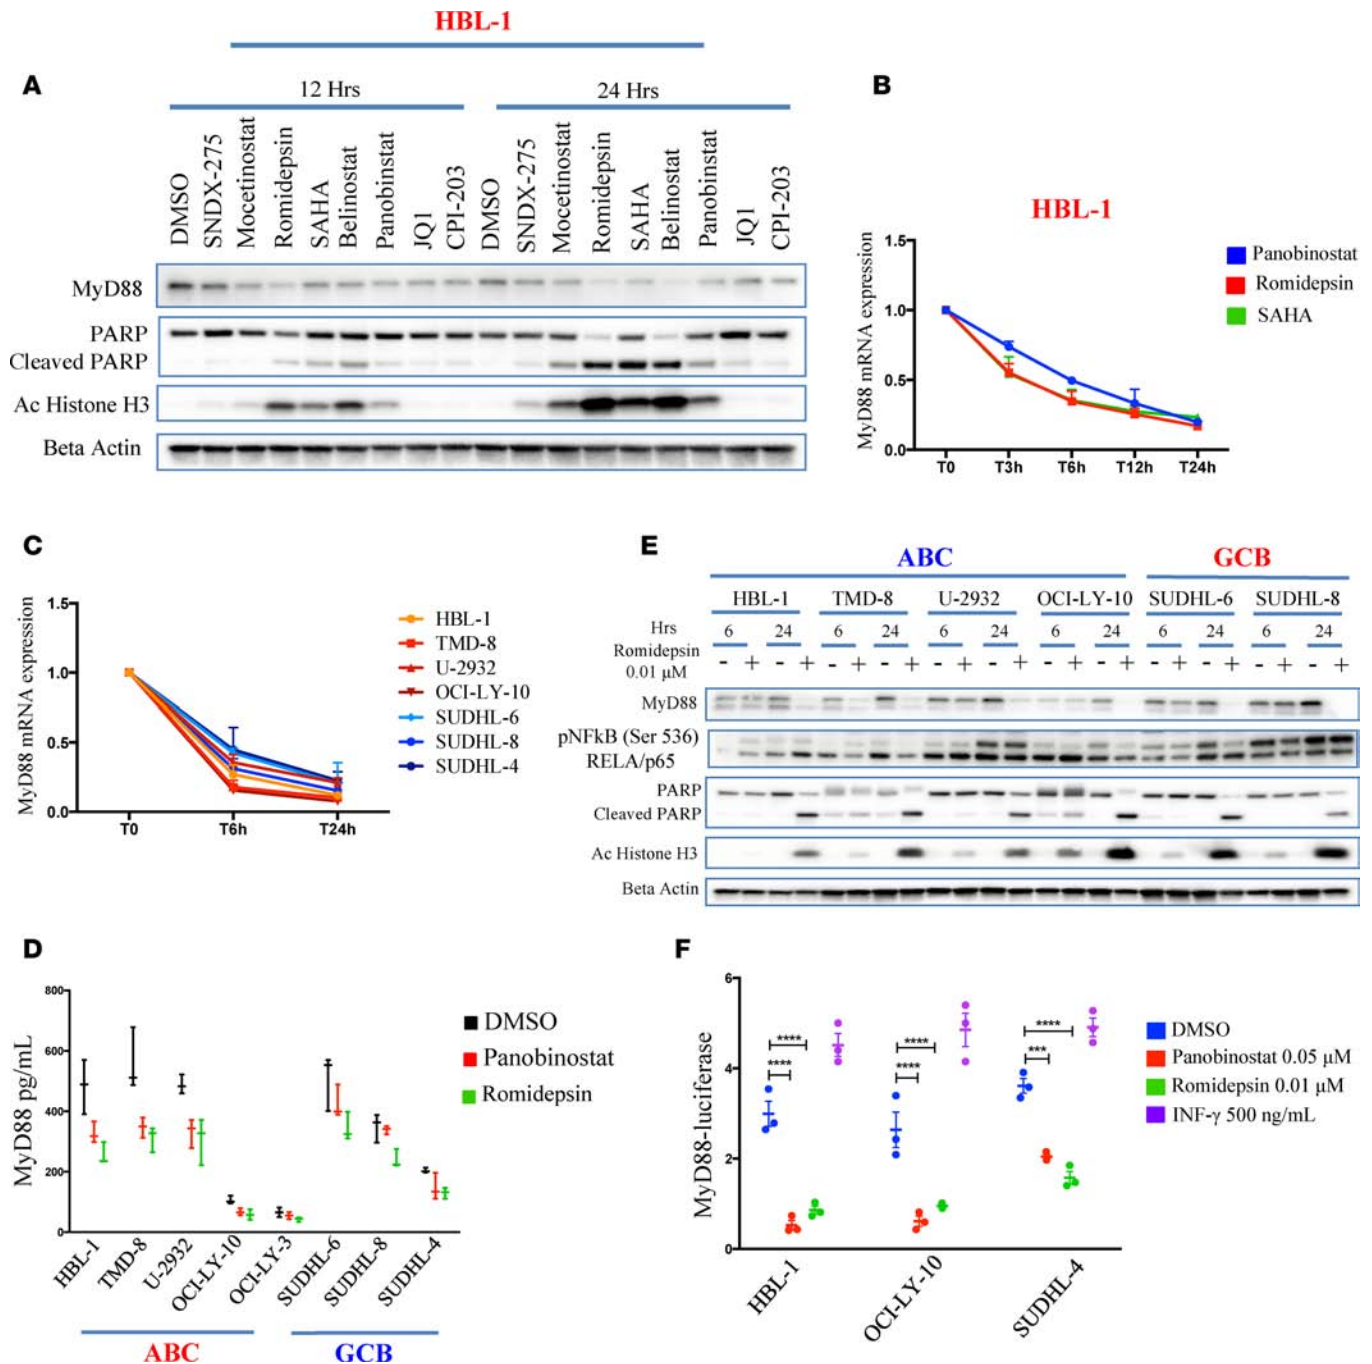 HBL-1
A
12 Hrs
24 Hrs
DMSO
SNDX-275
Mocetinostat
Romidepsin
SAHA
Belinostat
Panobinstat
JQ1
CPI-203
DMSO
SNDX-275
Mocetinostat
Romidepsin
SAHA
Belinostat
Panobinstat
JQ1
CPI-203
MyD88
PARP
Cleaved PARP
Ac Histone H3
Beta Actin
B
HBL-1
MyD88 mRNA expression
1.5
1.0
0.5
0.0
T0 T3h T6h T12h T24h
Panobinostat
Romidepsin
SAHA
C
MyD88 mRNA expression
1.5
1.0
0.5
0.0
T0 T6h T24h
HBL-1
TMD-8
U-2932
OCI-LY-10
SUDHL-6
SUDHL-8
SUDHL-4
E
ABC GCB
HBL-1 TMD-8 U-2932 OCI-LY-10 SUDHL-6 SUDHL-8
Hrs 6 24 6 24 6 24 6 24 6 24 6 24
Romidepsin
0.01 μM - + - + - + - + - + - + - + - + - + - + - + - +
MyD88
pNFkB (Ser 536)
RELA/p65
PARP
Cleaved PARP
Ac Histone H3
Beta Actin
D
MyD88 pg/mL
800
600
400
200
0
HBL-1
TMD-8
U-2932
OCI-LY-10
OCI-LY-3
SUDHL-6
SUDHL-8
SUDHL-4
ABC GCB
DMSO
Panobinostat
Romidepsin
F
MyD88-luciferase
6
4
2
0
**** ****
**** ****
**** ***
HBL-1
OCI-LY-10
SUDHL-4
DMSO
Panobinostat 0.05 μM
Romidepsin 0.01 μM
INF-γ 500 ng/mL